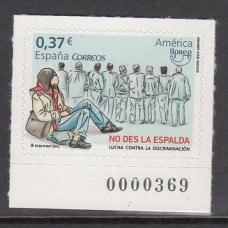 0,37€
España CORREOS
América
UPAEP
NO DES LA ESPALDA
LUCHA CONTRA LA DISCRIMINACIÓN
0000369